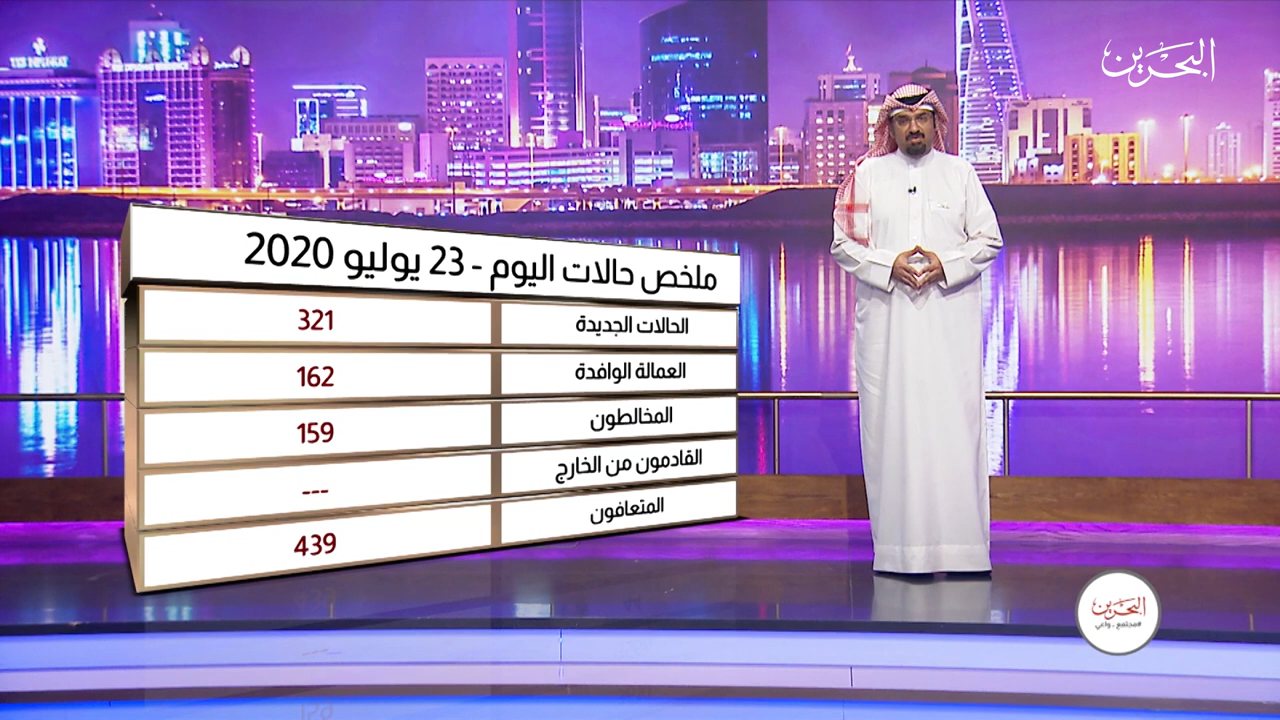 البحرين
ملخص حالات اليوم - 23 يوليو 2020
الحالات الجديدة 321
العمالة الوافدة 162
المخالطون 159
القادمون من الخارج ---
المتعافون 439
البحرين
#مجتمع_واعي